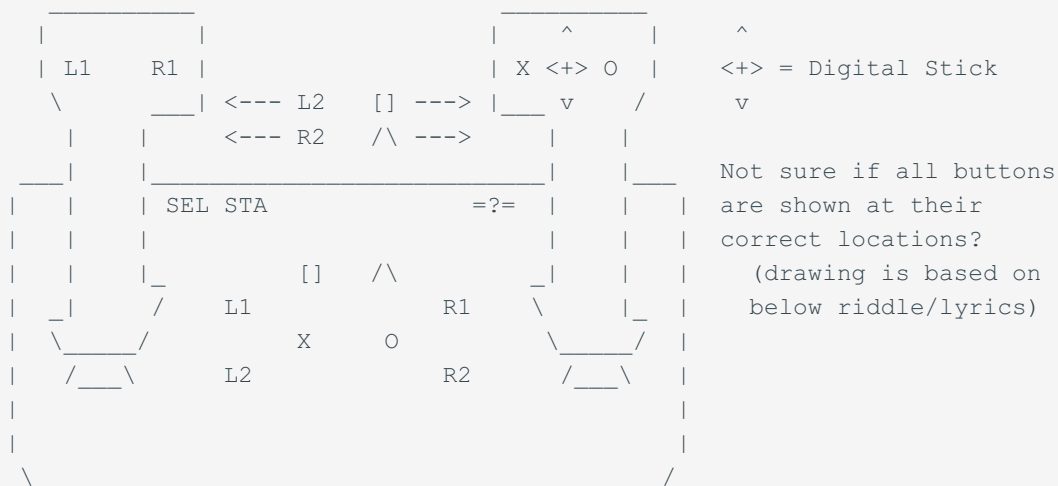 ^ ^
L1 R1 X <+> O <+> = Digital Stick
<--- L2 [] ---> v v
<--- R2 /\ --->
Not sure if all buttons
SEL STA =?= are shown at their
correct locations?
[] /\ (drawing is based on
L1 R1 below riddle/lyrics)
X O
L2 R2